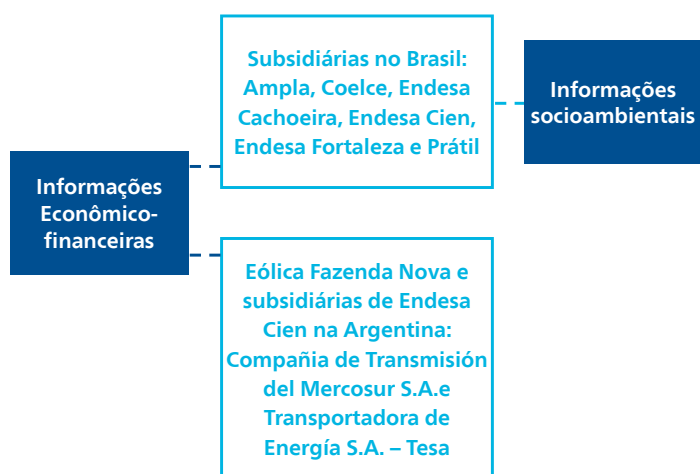 Subsidiárias no Brasil:
Ampla, Coelce, Endesa
Cachoeira, Endesa Cien,
Endesa Fortaleza e Prátil
Informações
socioambientais
Informações
Econômico-
financeiras
Eólica Fazenda Nova e
subsidiárias de Endesa
Cien na Argentina:
Compañia de Transmisión
del Mercosur S.A.e
Transportadora de
Energía S.A. – Tesa